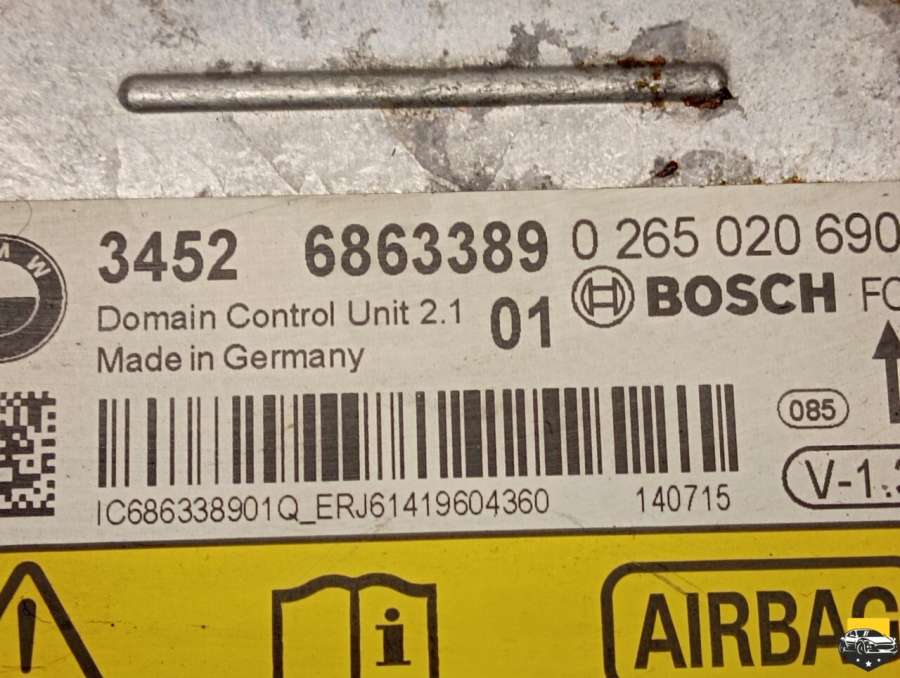 3452 6863389 0 265 020 690
Domain Control Unit 2.1 01 BOSCH
Made in Germany
085
V-1.
IC686338901Q_ERJ61419604360 140715
i
AIRBAG